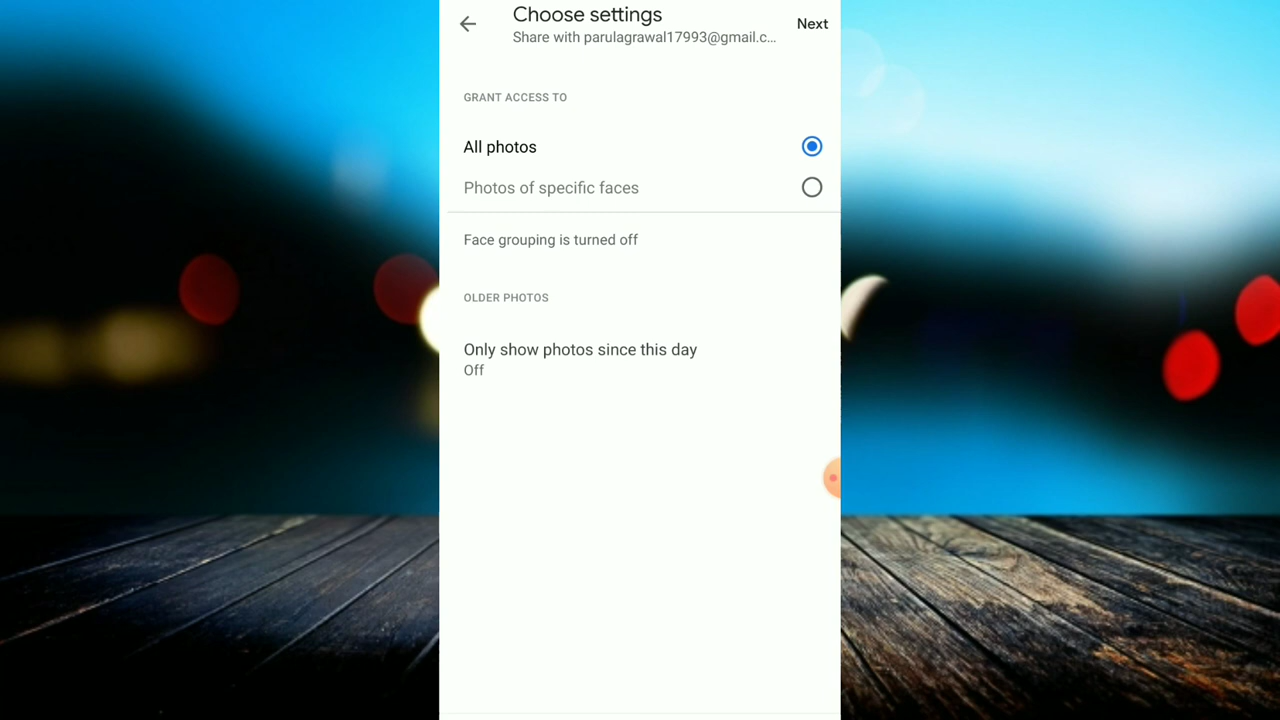 Choose settings
Share with parulagrawal17993@gmail.c...
Next
GRANT ACCESS TO
All photos
Photos of specific faces
Face grouping is turned off
OLDER PHOTOS
Only show photos since this day
Off